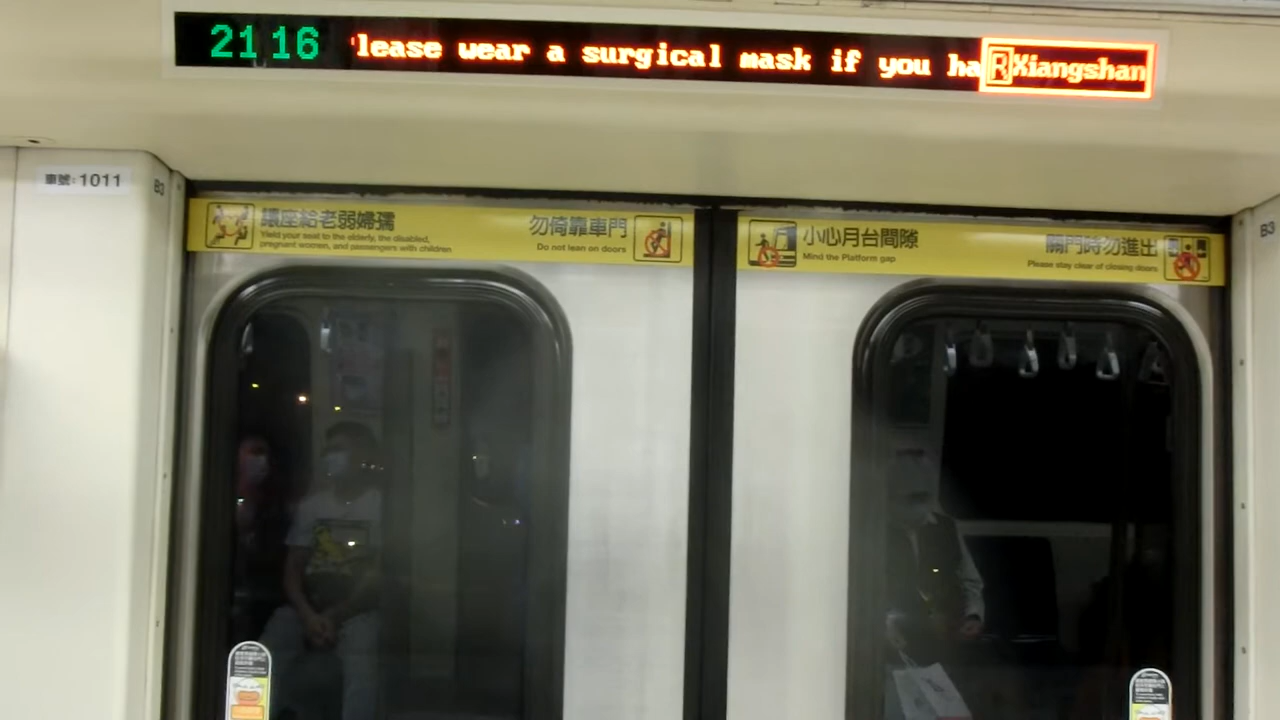 21 16 lease wear a surgical mask if you ha R Xiangshan
車號:1011
B3
讓座給老弱婦孺
Yield your seat to the elderly, the disabled,
pregnant women, and passengers with children
勿倚靠車門
Do not lean on doors
小心月台間隙
Mind the Platform gap
關門時勿進出
Please stay clear of closing doors
B3